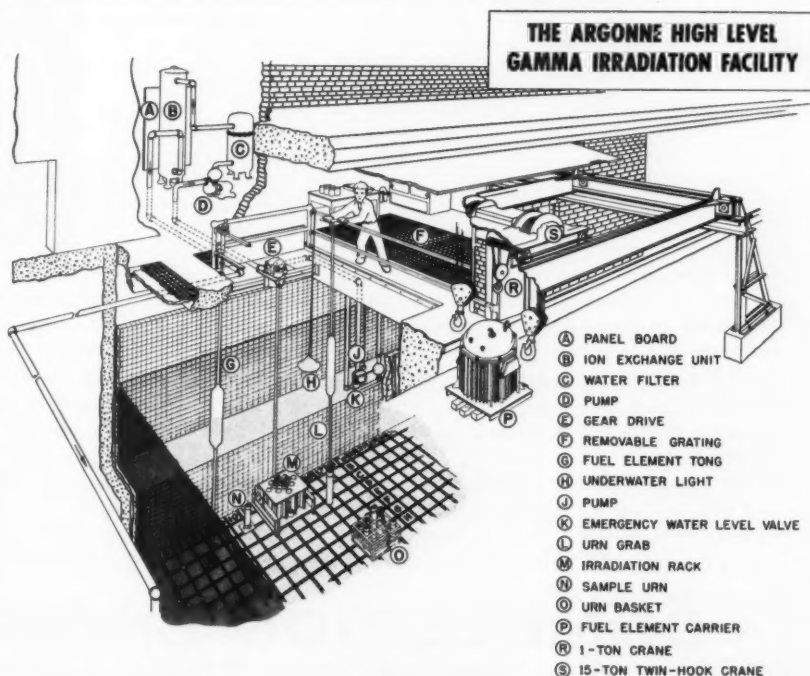 THE ARGONNE HIGH LEVEL
GAMMA IRRADIATION FACILITY
A
B
C
D
E
F
S
R
G
H
J
K
P
L
M
N
O
A PANEL BOARD
B ION EXCHANGE UNIT
C WATER FILTER
D PUMP
E GEAR DRIVE
F REMOVABLE GRATING
G FUEL ELEMENT TONG
H UNDERWATER LIGHT
J PUMP
K EMERGENCY WATER LEVEL VALVE
L URN GRAB
M IRRADIATION RACK
N SAMPLE URN
O URN BASKET
P FUEL ELEMENT CARRIER
R 1-TON CRANE
S 15-TON TWIN-HOOK CRANE